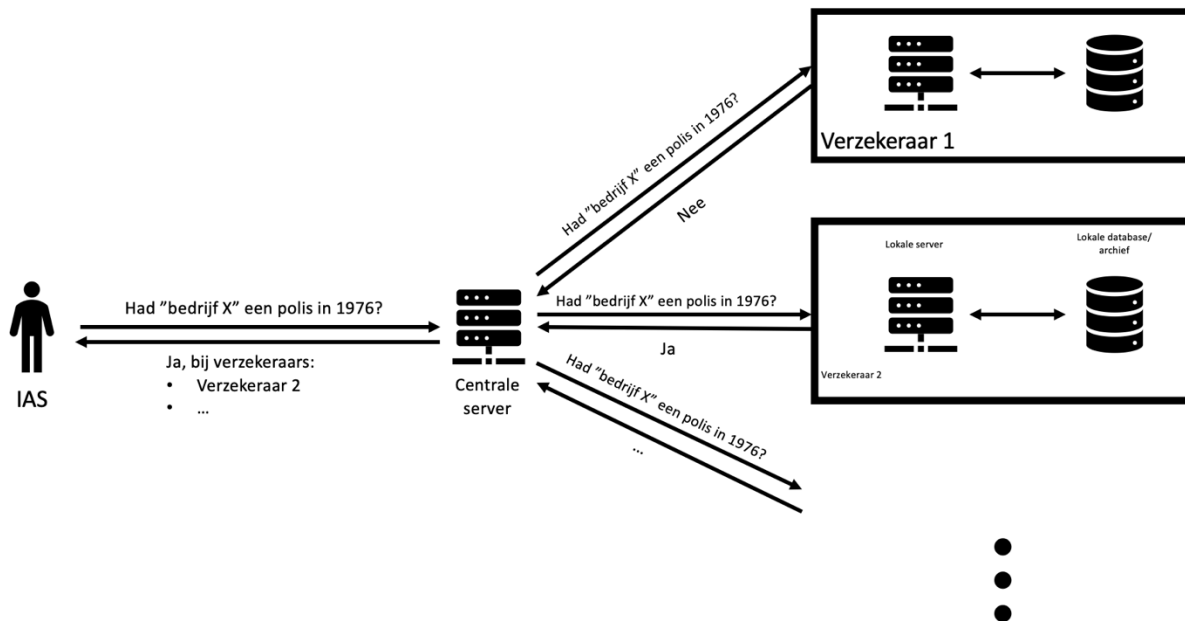 Had ”bedrijf X” een polis in 1976?
Nee
Verzekeraar 1
Lokale server
Lokale database/
archief
Verzekeraar 2
Had ”bedrijf X” een polis in 1976?
Ja, bij verzekeraars:
• Verzekeraar 2
• ...
IAS
Centrale
server
Had ”bedrijf X” een polis in 1976?
Ja
Had ”bedrijf X” een polis in 1976?
...